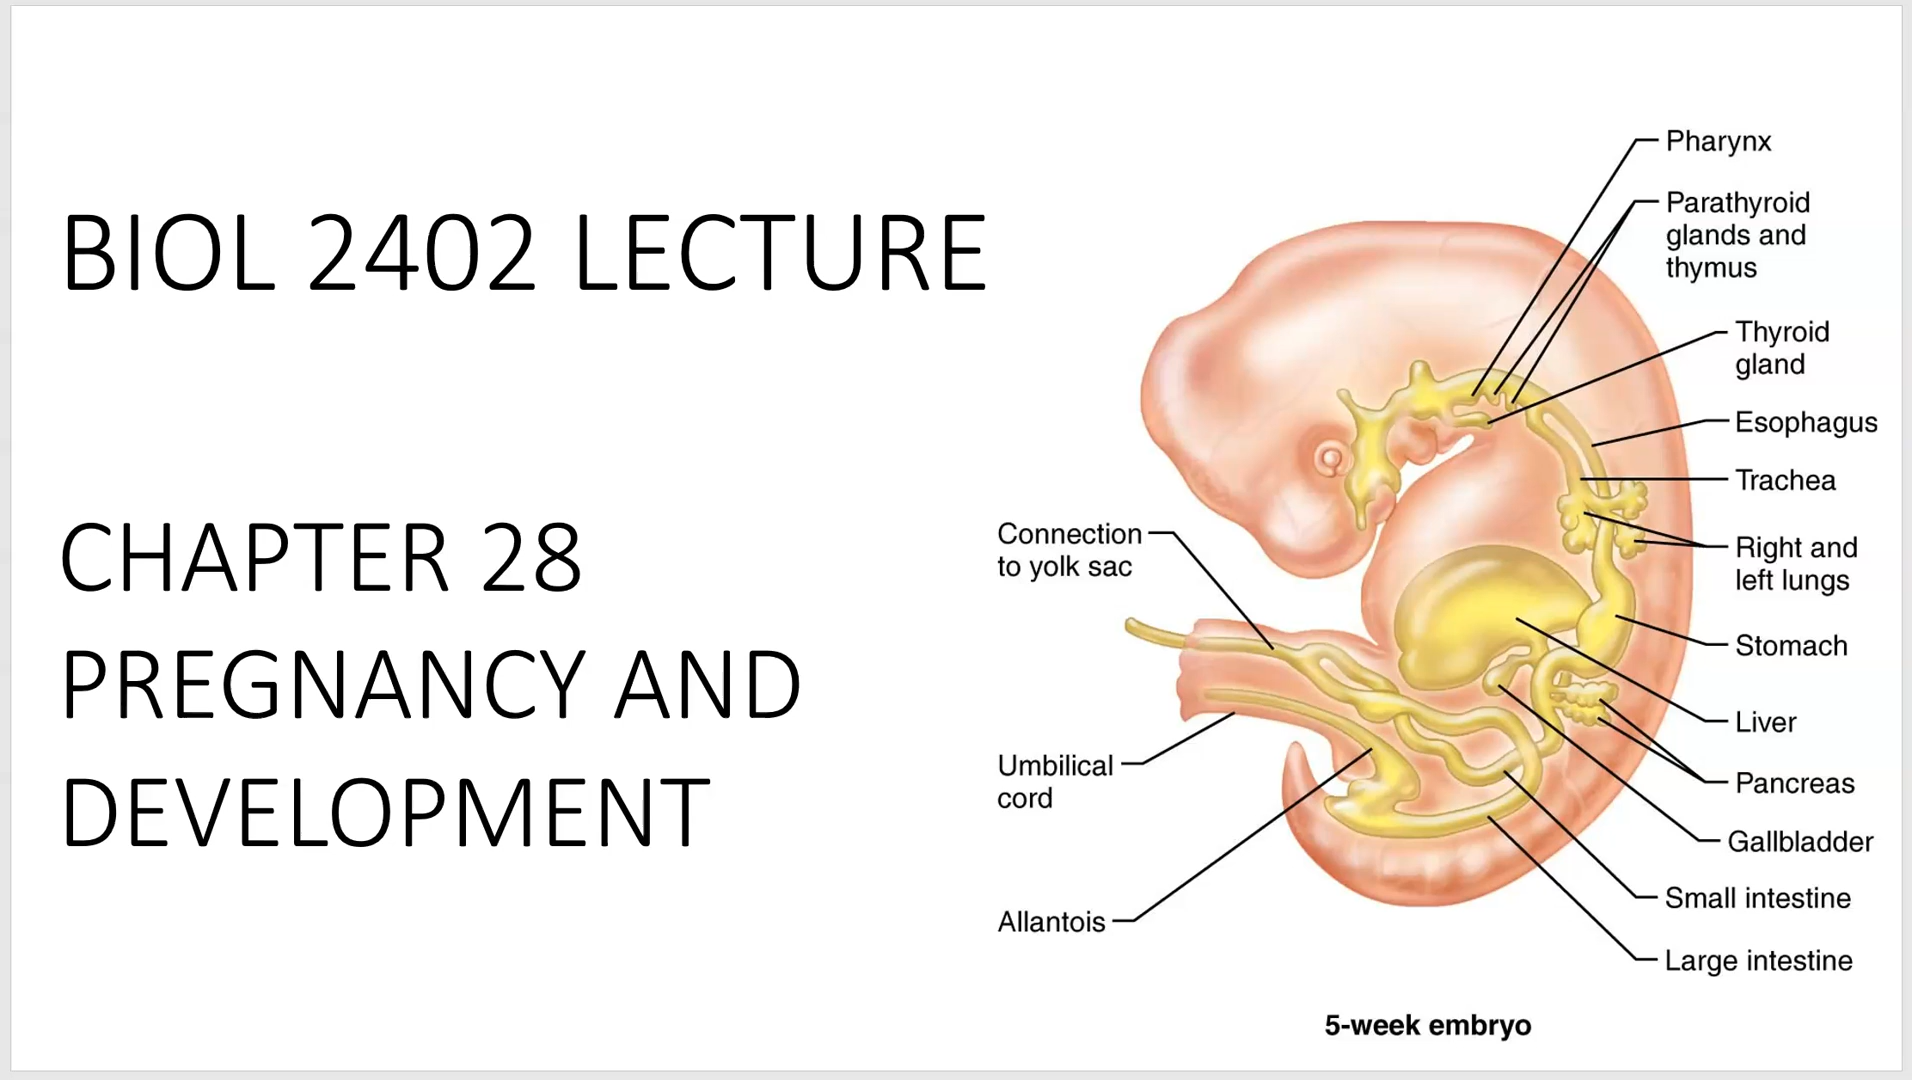 BIOL 2402 LECTURE
CHAPTER 28
PREGNANCY AND
DEVELOPMENT
Pharynx
Parathyroid
glands and
thymus
Thyroid
gland
Esophagus
Trachea
Right and
left lungs
Stomach
Liver
Pancreas
Gallbladder
Small intestine
Large intestine
Connection
to yolk sac
Umbilical
cord
Allantois
5-week embryo